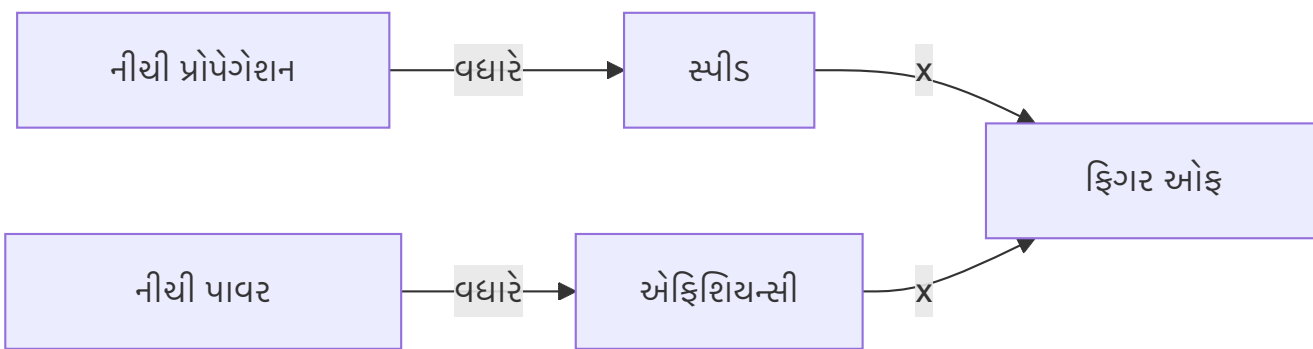 નીચી પ્રોપેગેશન
વધારે
સ્પીડ
x
ફિગર ઓફ
નીચી પાવર
વધારે
એફિશિયન્સી
x